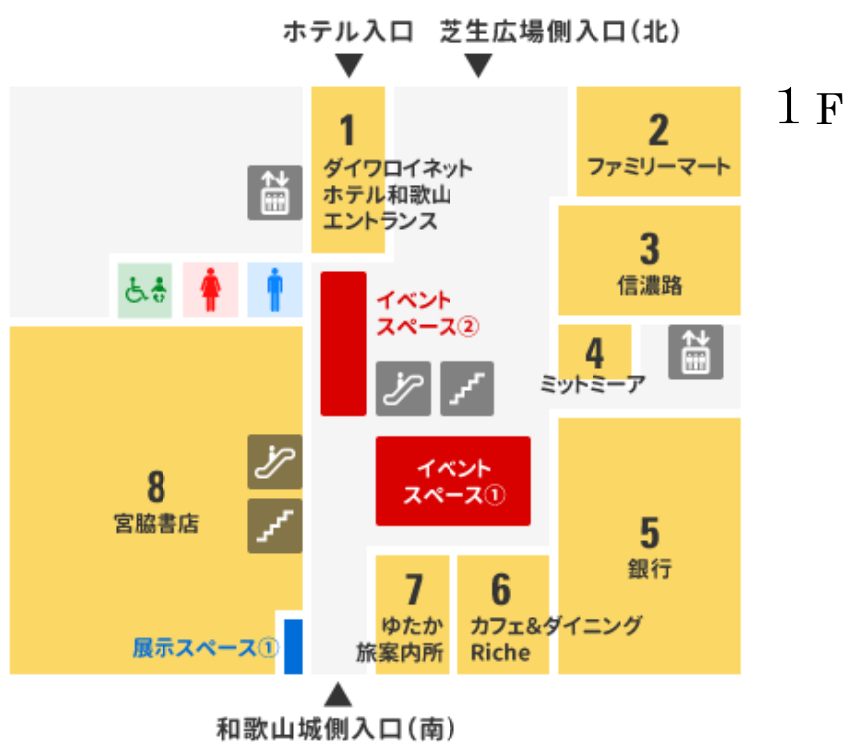 ホテル入口
芝生広場側入口（北）
1F
1
ダイワロイネット
ホテル和歌山
エントランス
2
ファミリーマート
3
信濃路
イベント
スペース②
4
ミットミーア
イベント
スペース①
8
宮脇書店
5
銀行
7
ゆたか
旅案内所
6
カフェ&ダイニング
Riche
展示スペース①
和歌山城側入口（南）